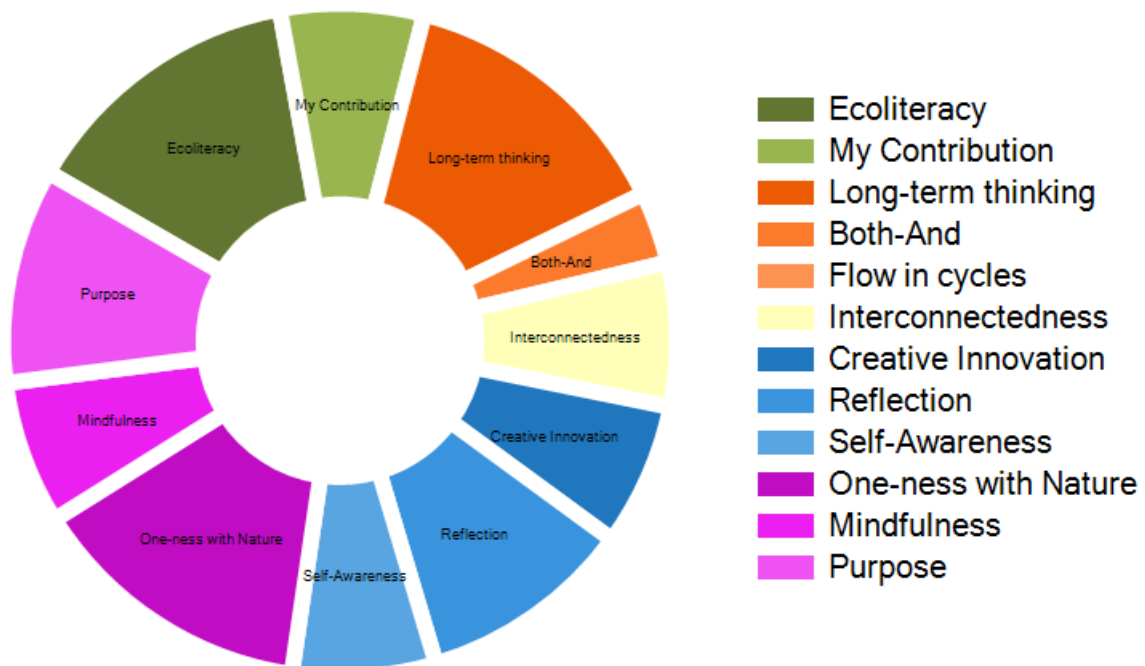 My Contribution
Ecoliteracy
Long-term thinking
Both-And
Purpose
Interconnectedness
Mindfulness
Creative Innovation
One-ness with Nature
Reflection
Self-Awareness
Ecoliteracy
My Contribution
Long-term thinking
Both-And
Flow in cycles
Interconnectedness
Creative Innovation
Reflection
Self-Awareness
One-ness with Nature
Mindfulness
Purpose